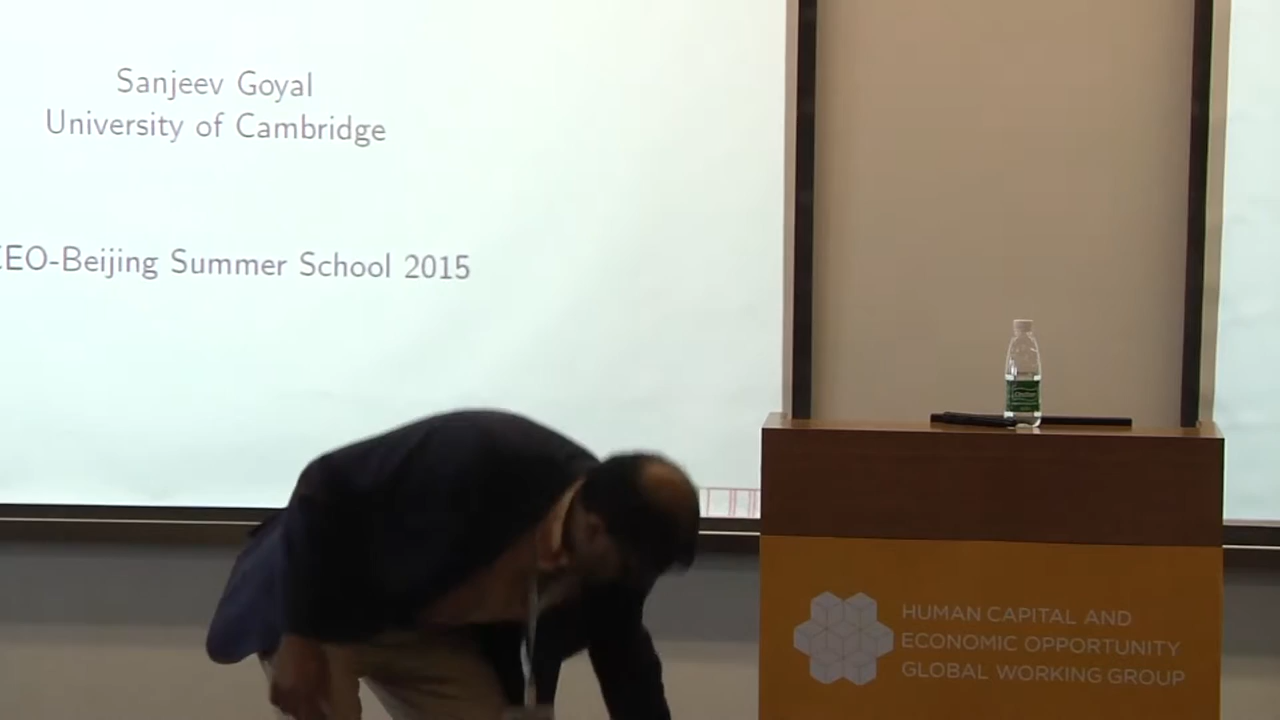 Sanjeev Goyal
University of Cambridge
EO-Beijing Summer School 2015
HUMAN CAPITAL AND
ECONOMIC OPPORTUNITY
GLOBAL WORKING GROUP